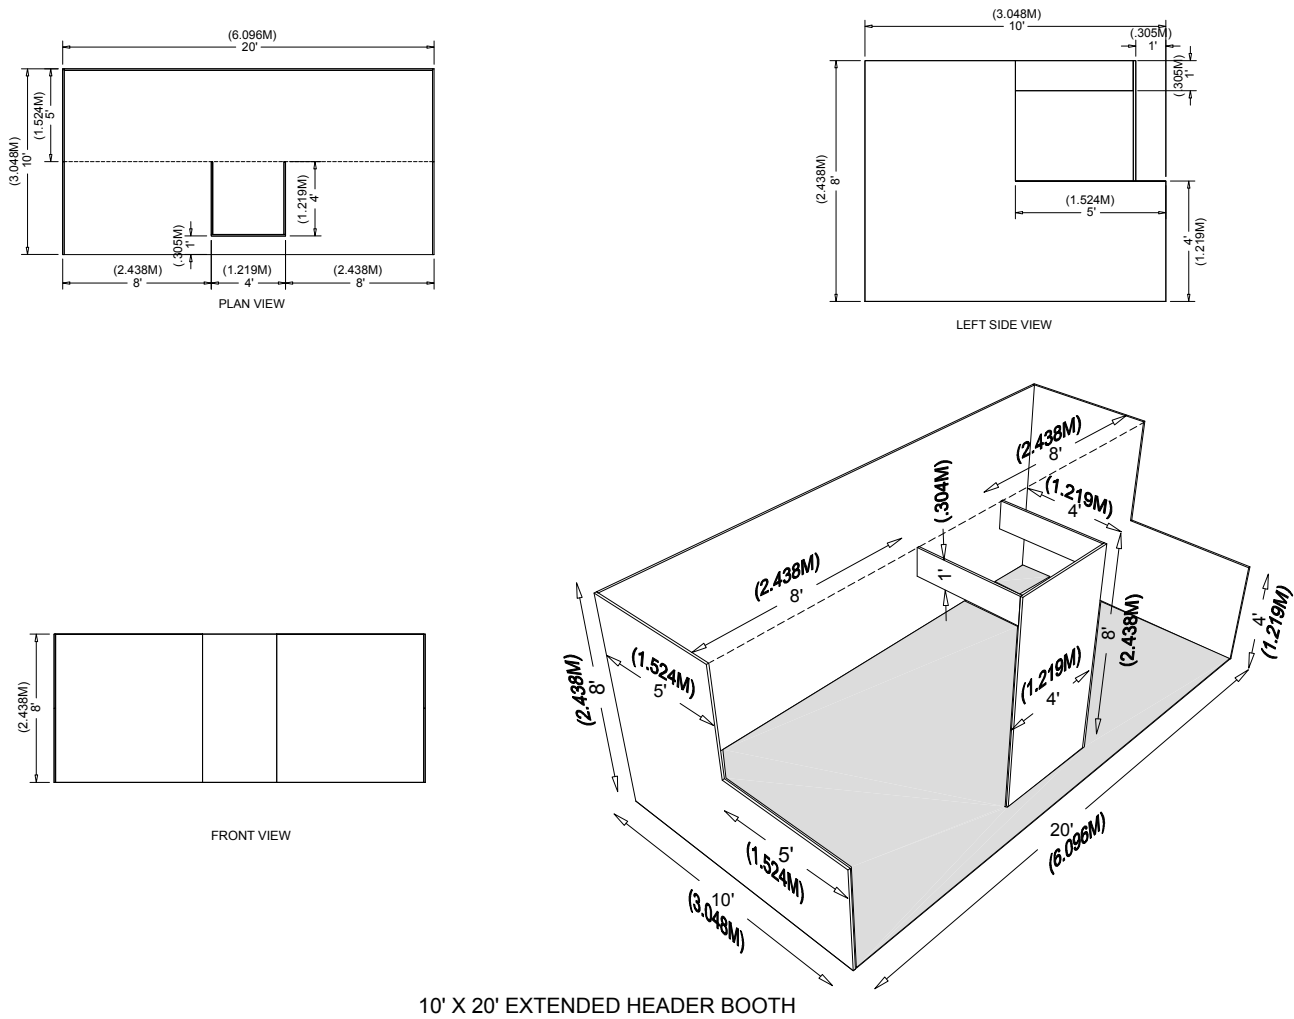 (6.096M)
20'
(1.524M)
5'
(3.048M)
10'
(1.219M)
4'
(.305M)
1'
(2.438M)
8'
(1.219M)
4'
(2.438M)
8'
PLAN VIEW
(3.048M)
10'
(.305M)
1'
(.305M)
1'
(2.438M)
8'
(1.524M)
5'
4'
(1.219M)
LEFT SIDE VIEW
(2.438M)
8'
FRONT VIEW
(2.438M)
8'
(1.219M)
4'
(.304M)
1'
(2.438M)
8'
(1.524M)
5'
(2.438M)
8'
8'
(2.438M)
(1.219M)
4'
4'
(1.219M)
5'
(1.524M)
10'
(3.048M)
20'
(6.096M)
10' X 20' EXTENDED HEADER BOOTH